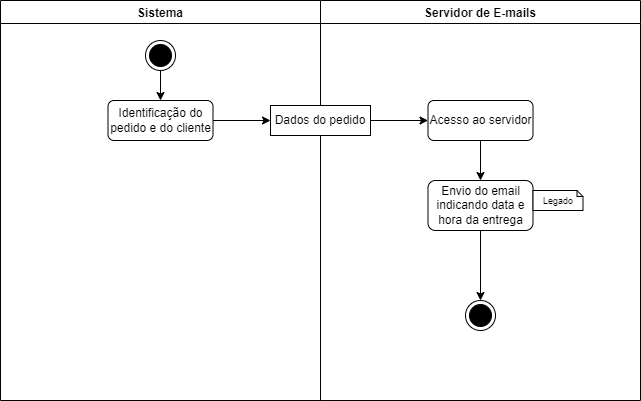 Sistema
Servidor de E-mails
Identificação do
pedido e do cliente
Dados do pedido
Acesso ao servidor
Envio do email
indicando data e
hora da entrega
Legado